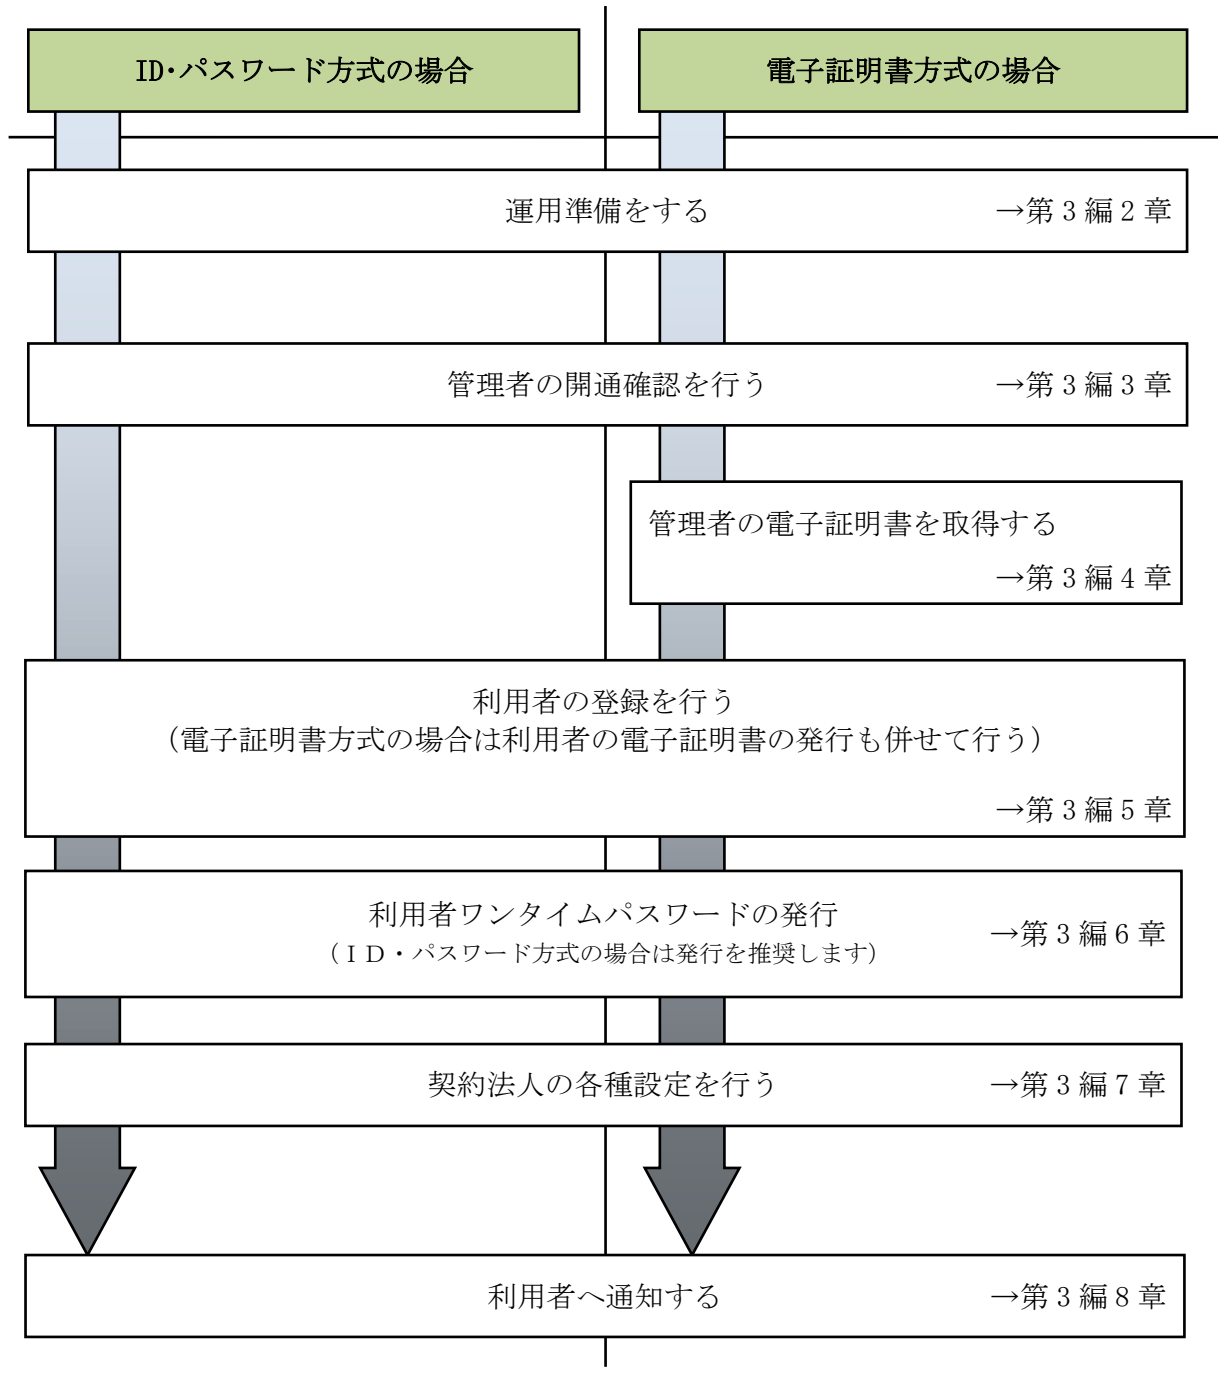 ID･パスワード方式の場合
電子証明書方式の場合
運用準備をする →第3編2章
管理者の開通確認を行う →第3編3章
管理者の電子証明書を取得する
→第3編4章
利用者の登録を行う
（電子証明書方式の場合は利用者の電子証明書の発行も併せて行う）
→第3編5章
利用者ワンタイムパスワードの発行
（ＩＤ・パスワード方式の場合は発行を推奨します）
→第3編6章
契約法人の各種設定を行う →第3編7章
利用者へ通知する →第3編8章